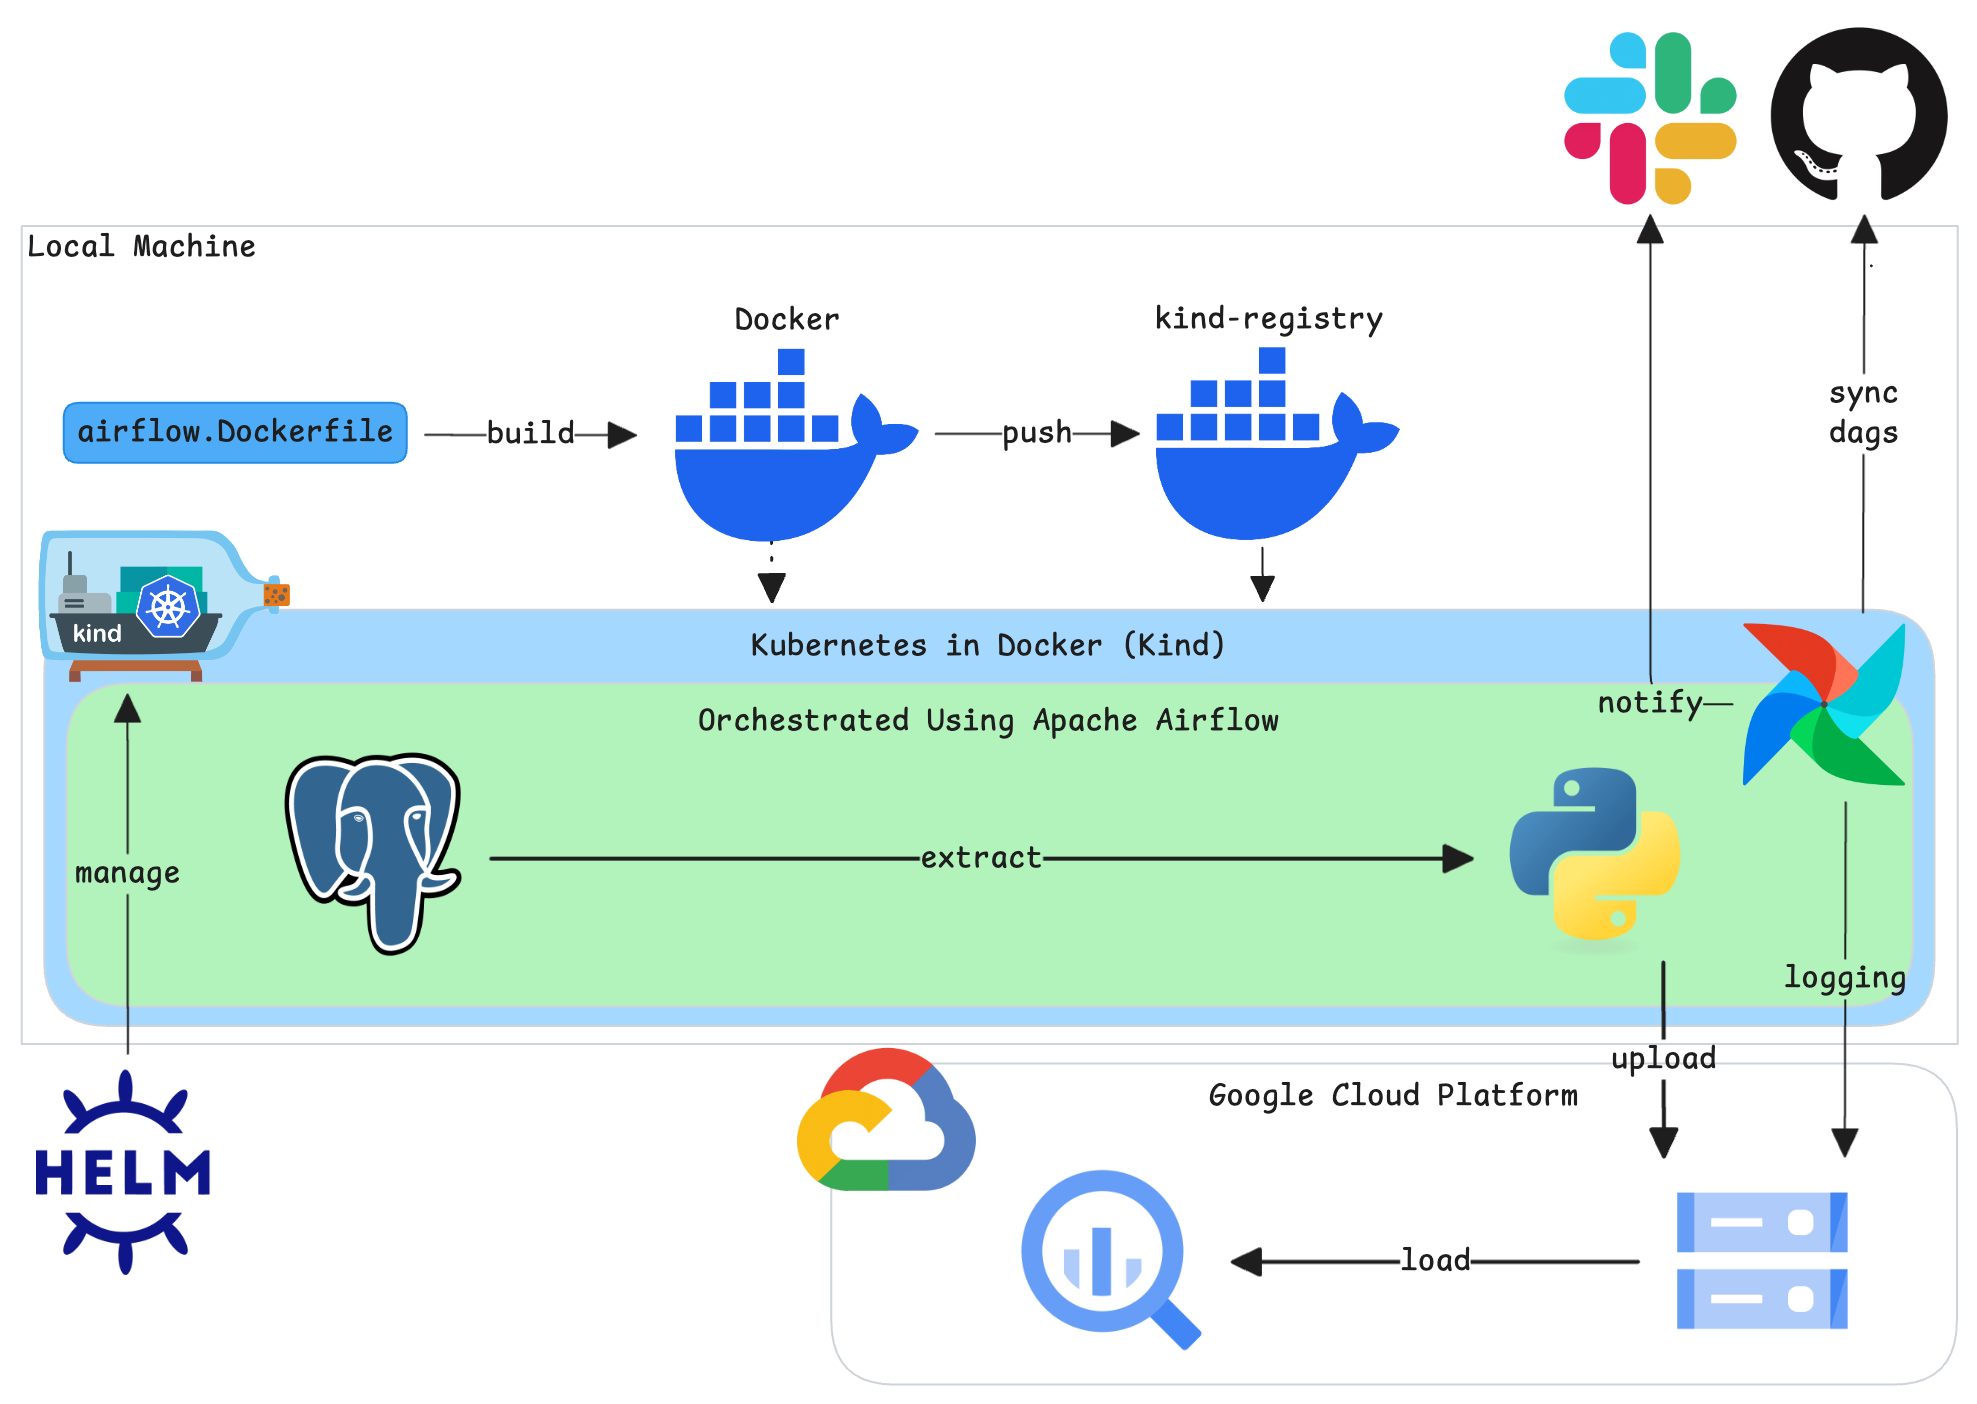 Local Machine
Docker
kind-registry
airflow.Dockerfile
build
push
sync
dags
kind
Kubernetes in Docker (Kind)
notify
Orchestrated Using Apache Airflow
extract
manage
logging
upload
Google Cloud Platform
HELM
load